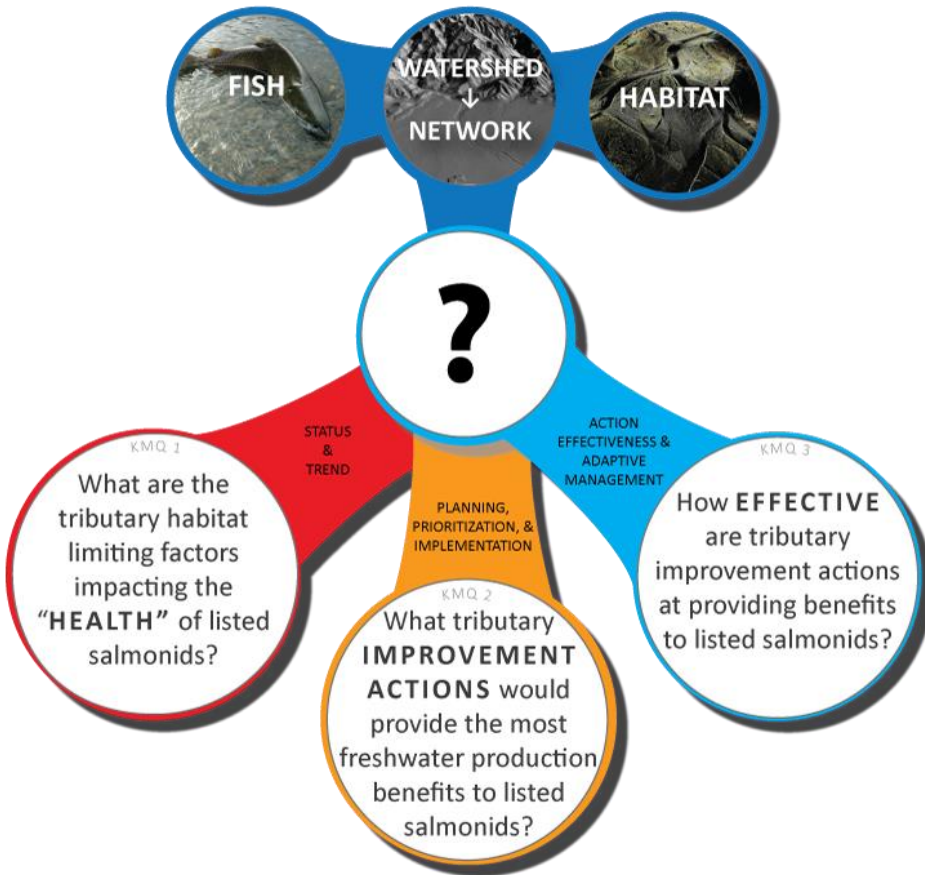 FISH
WATERSHED
↓
NETWORK
HABITAT
?
STATUS
&
TREND
ACTION
EFFECTIVENESS &
ADAPTIVE
MANAGEMENT
PLANNING,
PRIORITIZATION, &
IMPLEMENTATION
KMQ 1
What are the
tributary habitat
limiting factors
impacting the
“HEALTH” of listed
salmonids?
KMQ 2
What tributary
IMPROVEMENT
ACTIONS would
provide the most
freshwater production
benefits to listed
salmonids?
KMQ 3
How EFFECTIVE
are tributary
improvement actions
at providing benefits
to listed salmonids?